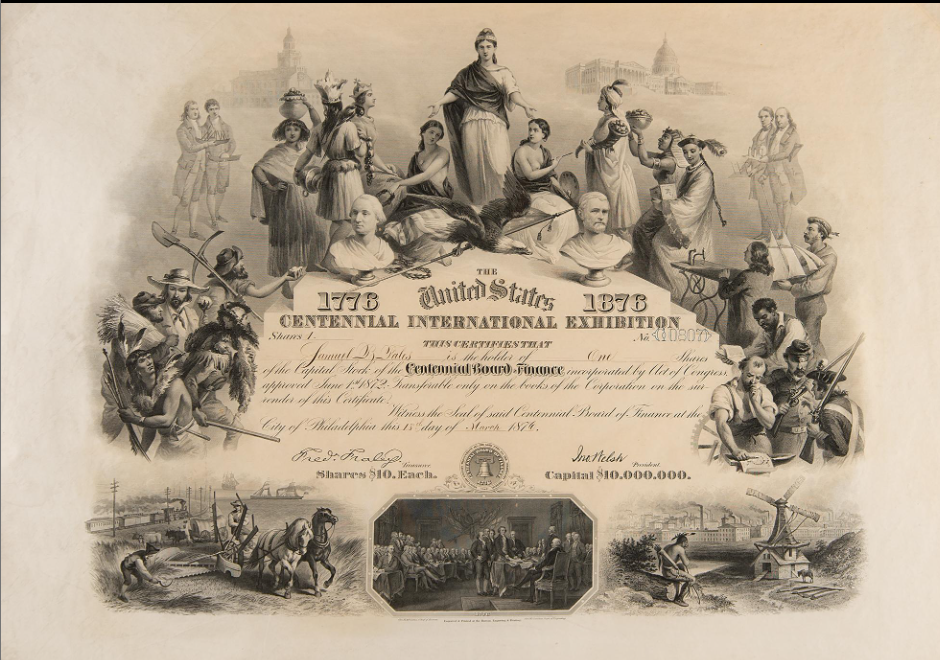 THE
United States
1776 1876
CENTENNIAL INTERNATIONAL EXHIBITION
Shares 1 No.
THIS CERTIFIES THAT
Samuel Yates is the holder of One Shares
of the Capital Stock of the Centennial Board of Finance incorporated by Act of Congress,
approved June 1st 1872. Transferable only on the books of the Corporation on the sur-
render of this Certificate.
Witness the Seal of said Centennial Board of Finance at the
City of Philadelphia this day of March
Fredk Fraley Treasurer Jno Welsh President
Shares $10. Each. Capital $10.000.000.